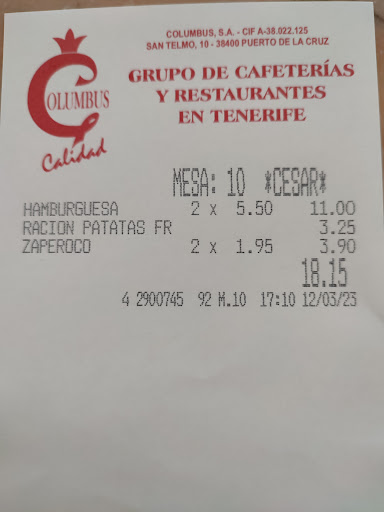 COLUMBUS, S.A. - CIF A-38.022.125
SAN TELMO, 10 - 38400 PUERTO DE LA CRUZ
COLUMBUS
Calidad
GRUPO DE CAFETERÍAS
Y RESTAURANTES
EN TENERIFE
MESA: 10 *CESAR*
HAMBURGUESA 2 x 5.50 11.00
RACION PATATAS FR 3.25
ZAPEROCO 2 x 1.95 3.90
18.15
4 2900745 92 M.10 17:10 12/03/23